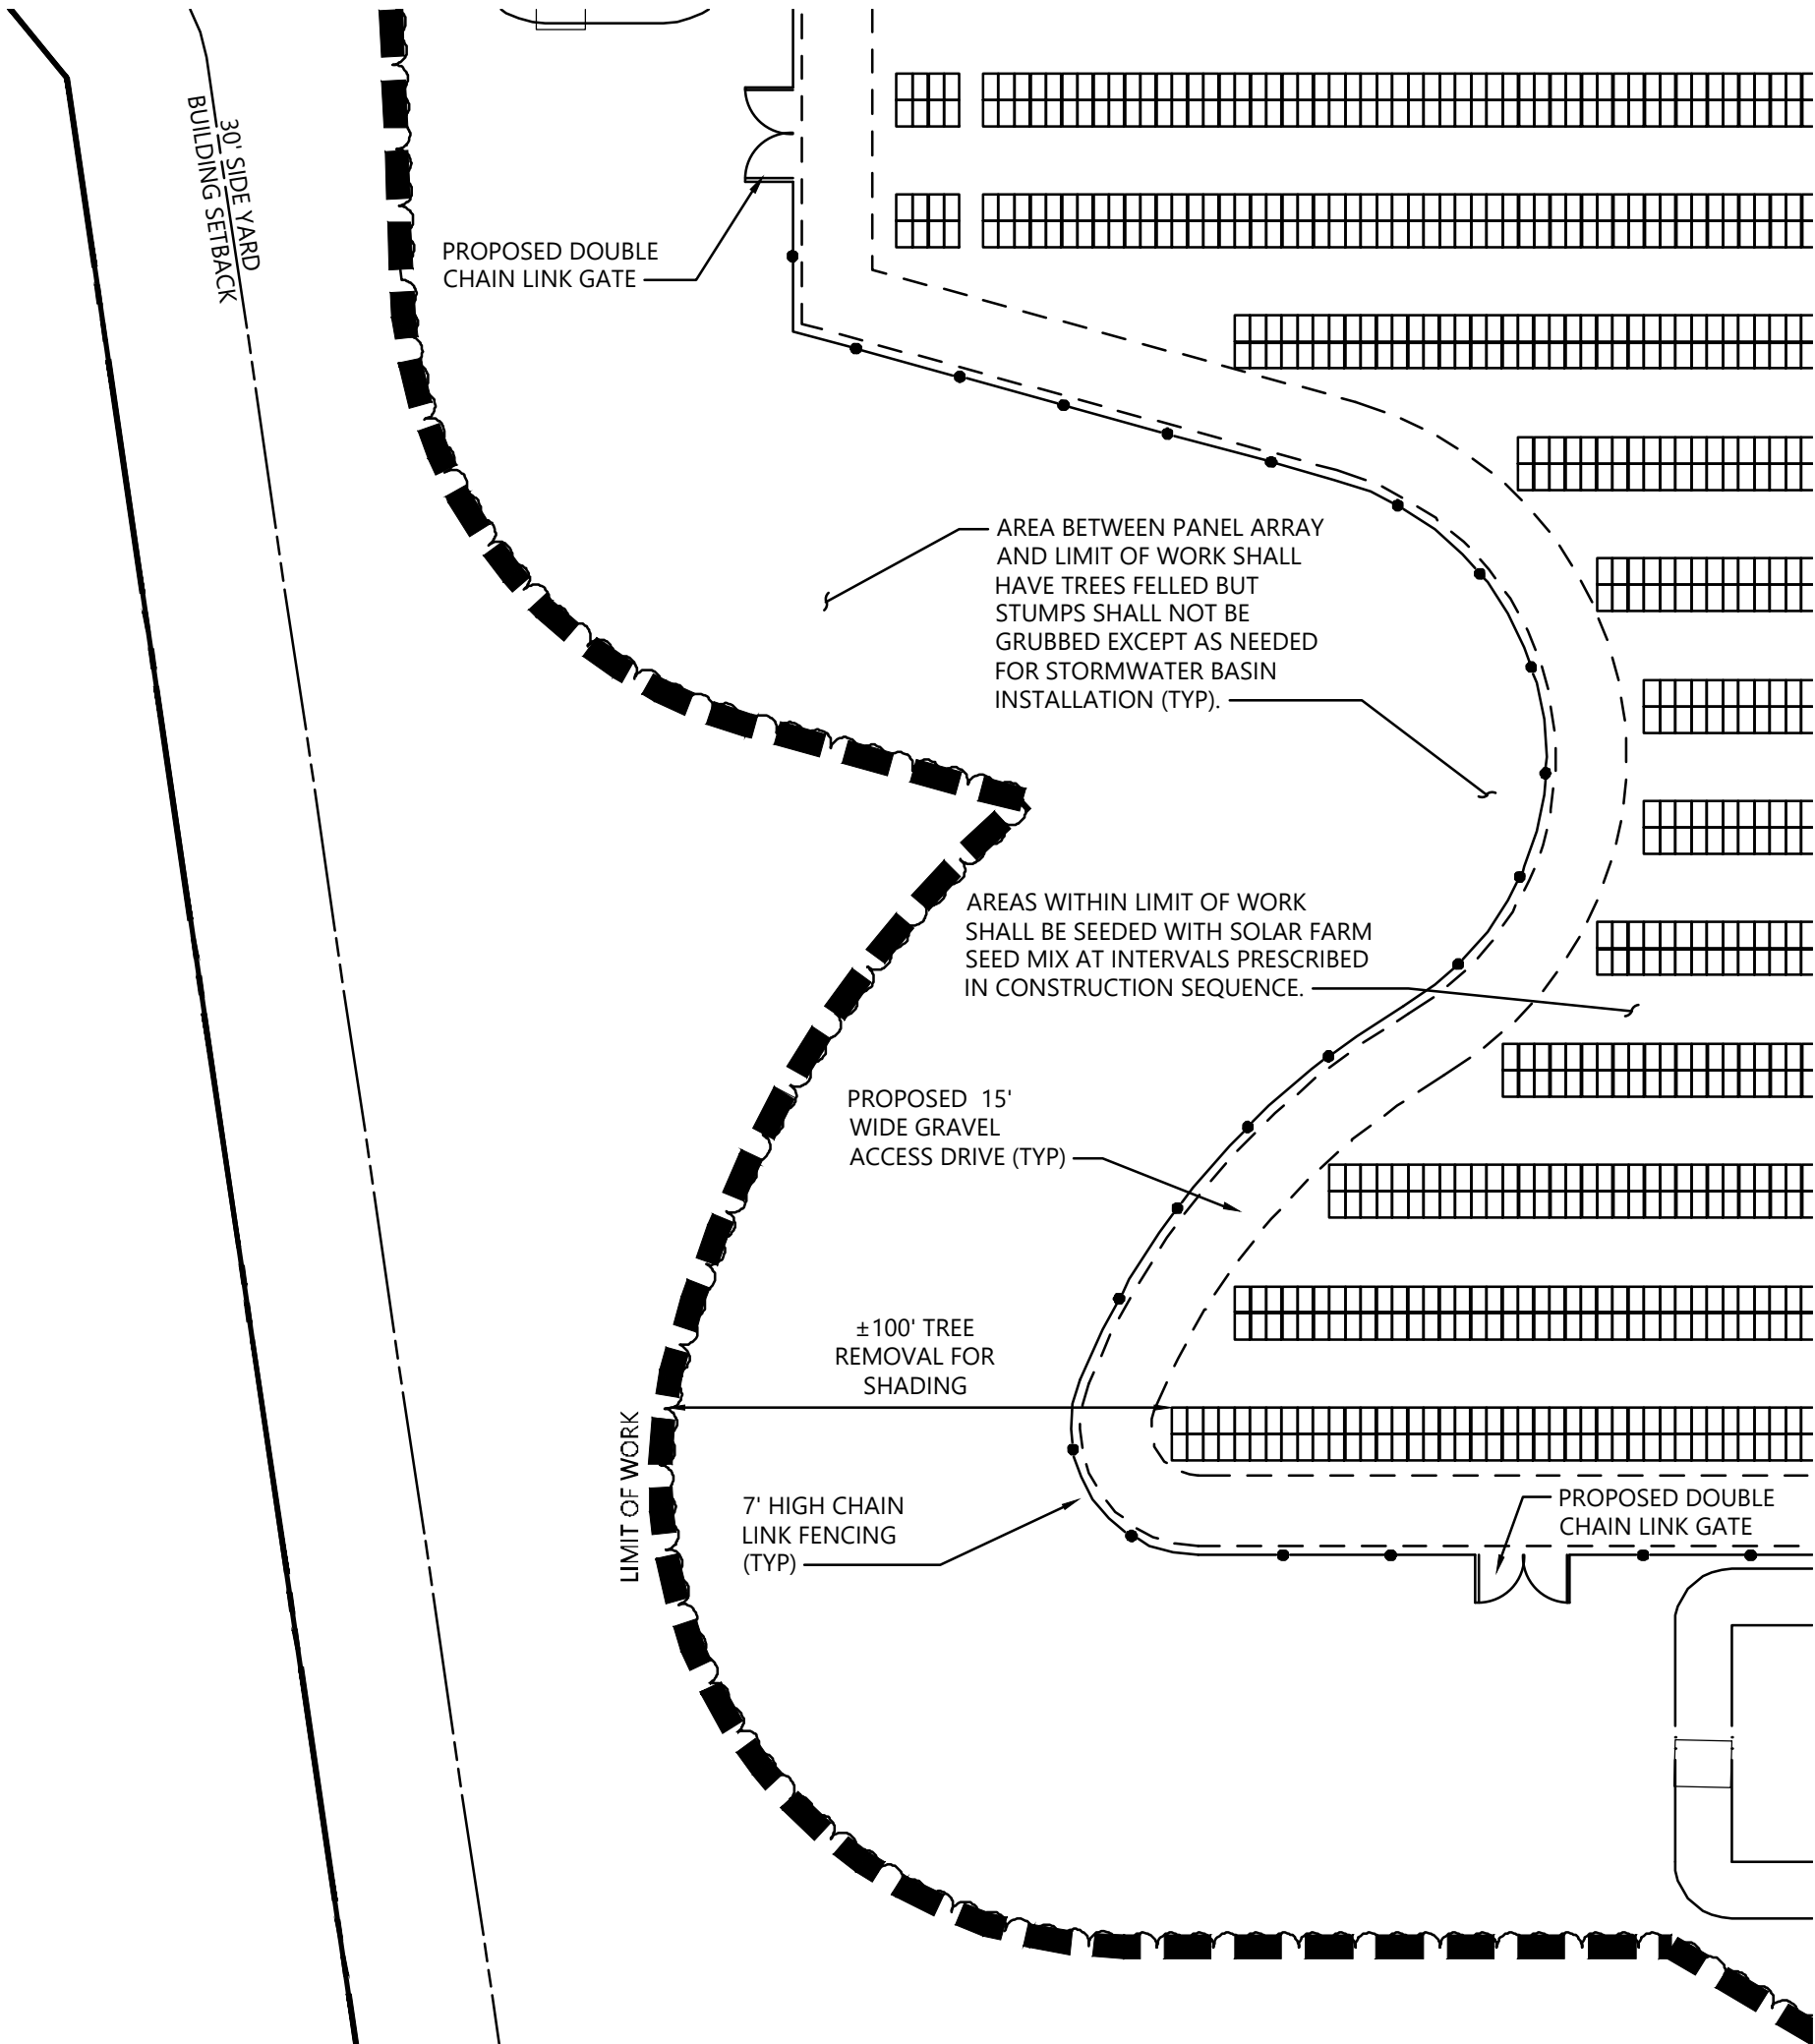 30' SIDE YARD
BUILDING SETBACK
PROPOSED DOUBLE
CHAIN LINK GATE
AREA BETWEEN PANEL ARRAY
AND LIMIT OF WORK SHALL
HAVE TREES FELLED BUT
STUMPS SHALL NOT BE
GRUBBED EXCEPT AS NEEDED
FOR STORMWATER BASIN
INSTALLATION (TYP).
AREAS WITHIN LIMIT OF WORK
SHALL BE SEEDED WITH SOLAR FARM
SEED MIX AT INTERVALS PRESCRIBED
IN CONSTRUCTION SEQUENCE.
PROPOSED 15'
WIDE GRAVEL
ACCESS DRIVE (TYP)
±100' TREE
REMOVAL FOR
SHADING
LIMIT OF WORK
7' HIGH CHAIN
LINK FENCING
(TYP)
PROPOSED DOUBLE
CHAIN LINK GATE